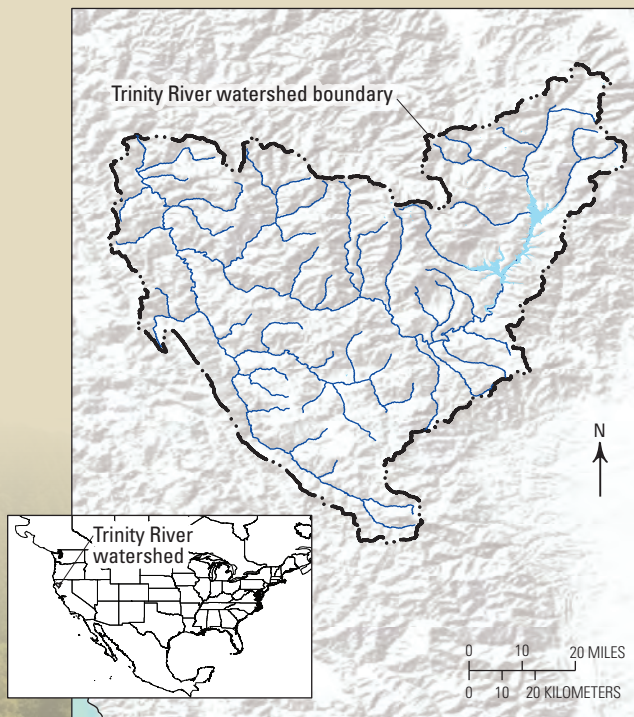 Trinity River watershed boundary
N
Trinity River
watershed
0 10 20 MILES
0 10 20 KILOMETERS